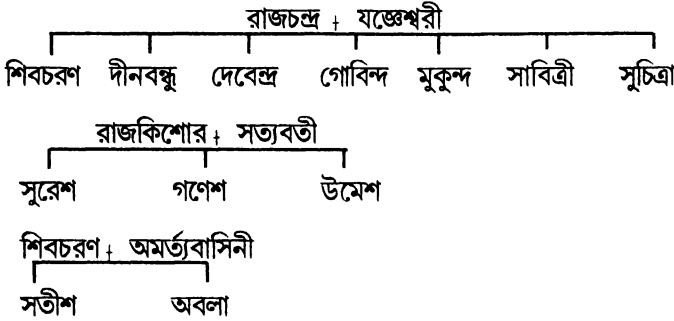 রাজচন্দ্র + যজ্ঞেশ্বরী
শিবচরণ দীনবন্ধু দেবেন্দ্র গোবিন্দ মুকুন্দ সাবিত্রী সুচিত্রা
রাজকিশোর + সত্যবতী
সুরেশ গণেশ উমেশ
শিবচরণ + অমর্ত্যবাসিনী
সতীশ অবলা